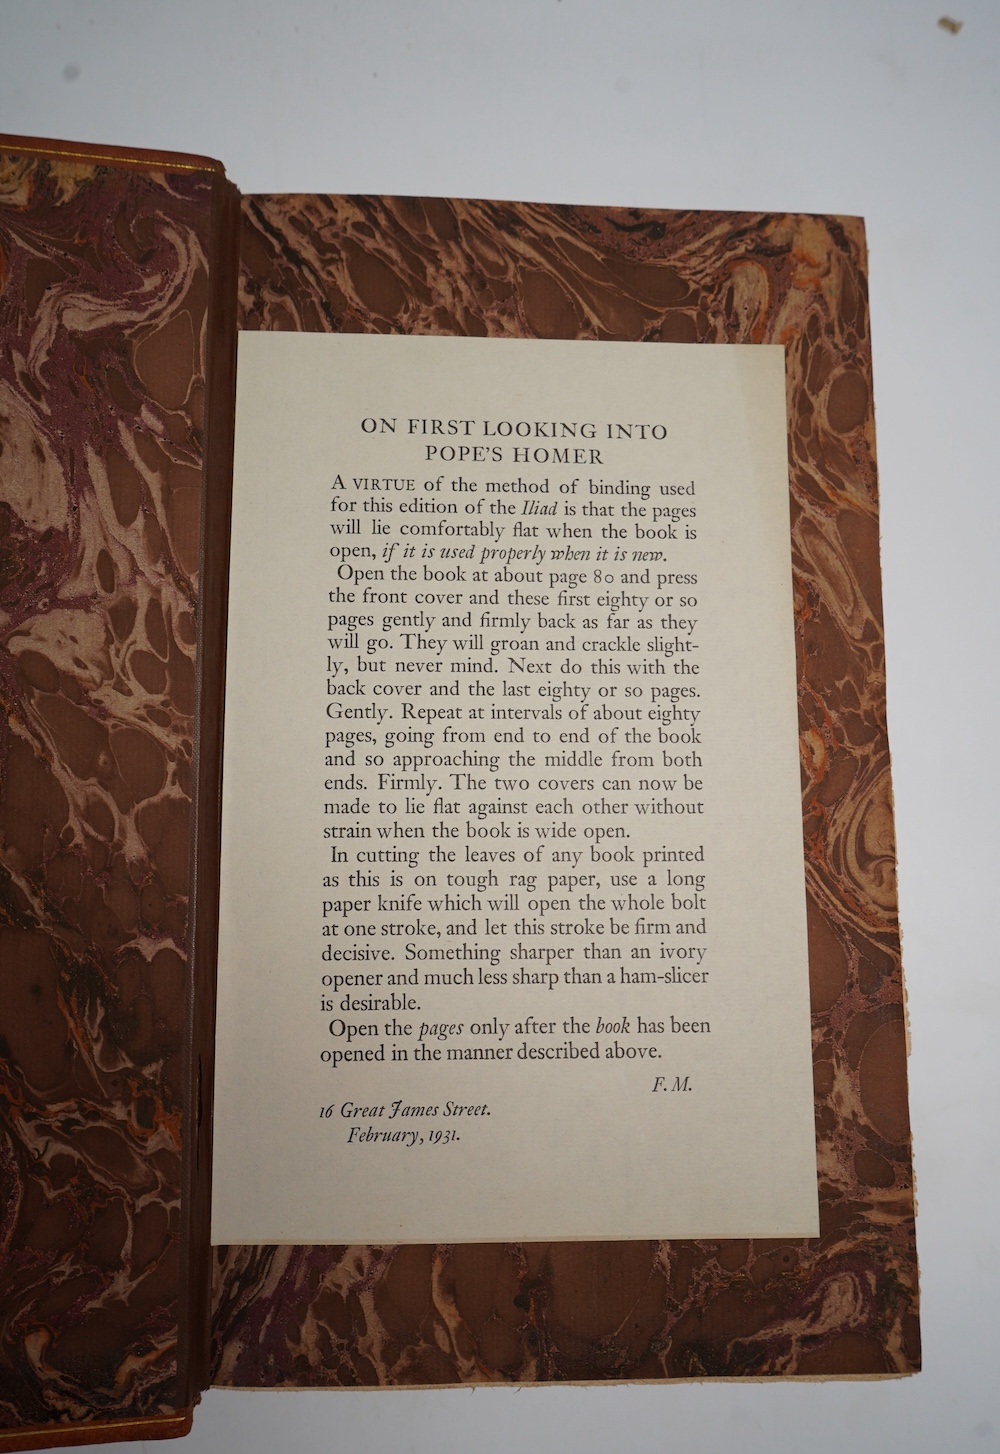 ON FIRST LOOKING INTO
POPE'S HOMER
A VIRTUE of the method of binding used
for this edition of the Iliad is that the pages
will lie comfortably flat when the book is
open, if it is used properly when it is new.
Open the book at about page 80 and press
the front cover and these first eighty or so
pages gently and firmly back as far as they
will go. They will groan and crackle slight-
ly, but never mind. Next do this with the
back cover and the last eighty or so pages.
Gently. Repeat at intervals of about eighty
pages, going from end to end of the book
and so approaching the middle from both
ends. Firmly. The two covers can now be
made to lie flat against each other without
strain when the book is wide open.
In cutting the leaves of any book printed
as this is on tough rag paper, use a long
paper knife which will open the whole bolt
at one stroke, and let this stroke be firm and
decisive. Something sharper than an ivory
opener and much less sharp than a ham-slicer
is desirable.
Open the pages only after the book has been
opened in the manner described above.
F. M.
16 Great James Street.
February, 1931.